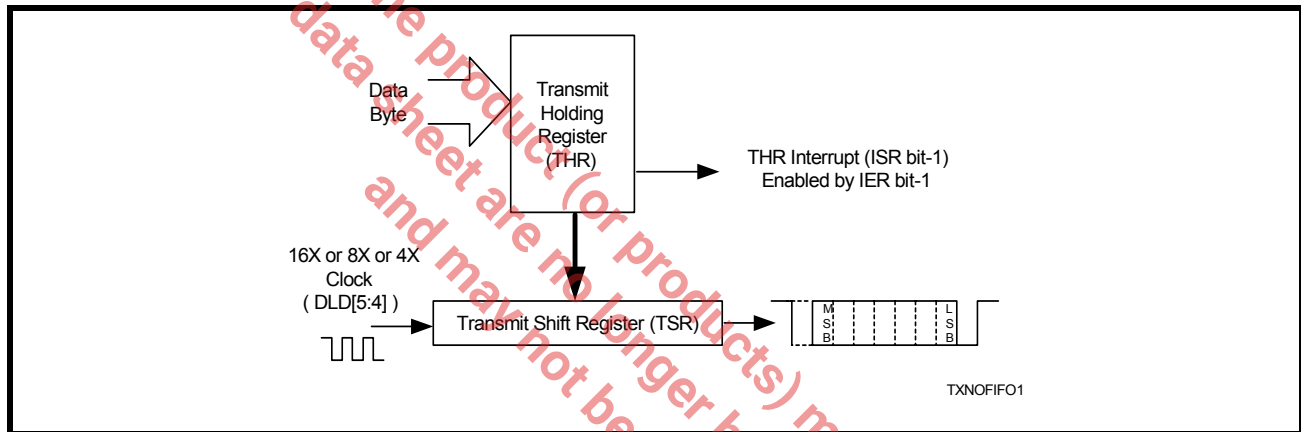 he product (or products) m
data sheet are no longer b
and may not be
Data
Byte
Transmit
Holding
Register
(THR)
THR Interrupt (ISR bit-1)
Enabled by IER bit-1
16X or 8X or 4X
Clock
( DLD[5:4] )
Transmit Shift Register (TSR)
M
S
B
L
S
B
TXNOFIFO1